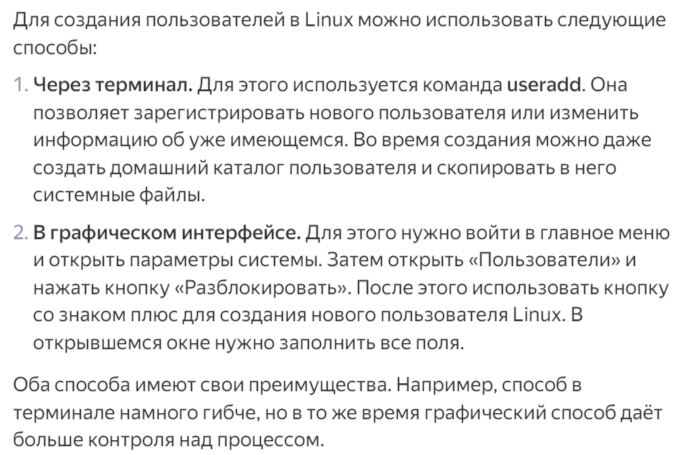 Для создания пользователей в Linux можно использовать следующие
способы:
1. Через терминал. Для этого используется команда useradd. Она
позволяет зарегистрировать нового пользователя или изменить
информацию об уже имеющемся. Во время создания можно даже
создать домашний каталог пользователя и скопировать в него
системные файлы.
2. В графическом интерфейсе. Для этого нужно войти в главное меню
и открыть параметры системы. Затем открыть «Пользователи» и
нажать кнопку «Разблокировать». После этого использовать кнопку
со знаком плюс для создания нового пользователя Linux. В
открывшемся окне нужно заполнить все поля.
Оба способа имеют свои преимущества. Например, способ в
терминале намного гибче, но в то же время графический способ даёт
больше контроля над процессом.